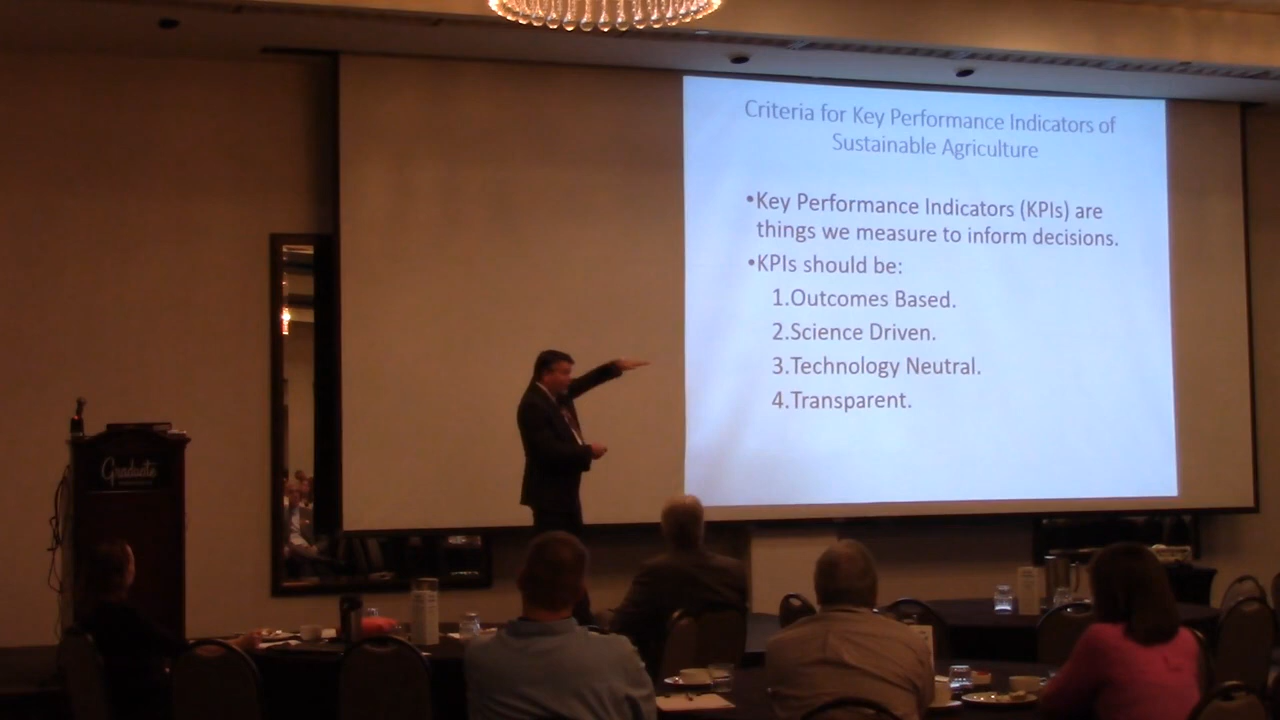 Criteria for Key Performance Indicators of
Sustainable Agriculture
•Key Performance Indicators (KPIs) are
things we measure to inform decisions.
•KPIs should be:
1.Outcomes Based.
2.Science Driven.
3.Technology Neutral.
4.Transparent.
Graduate